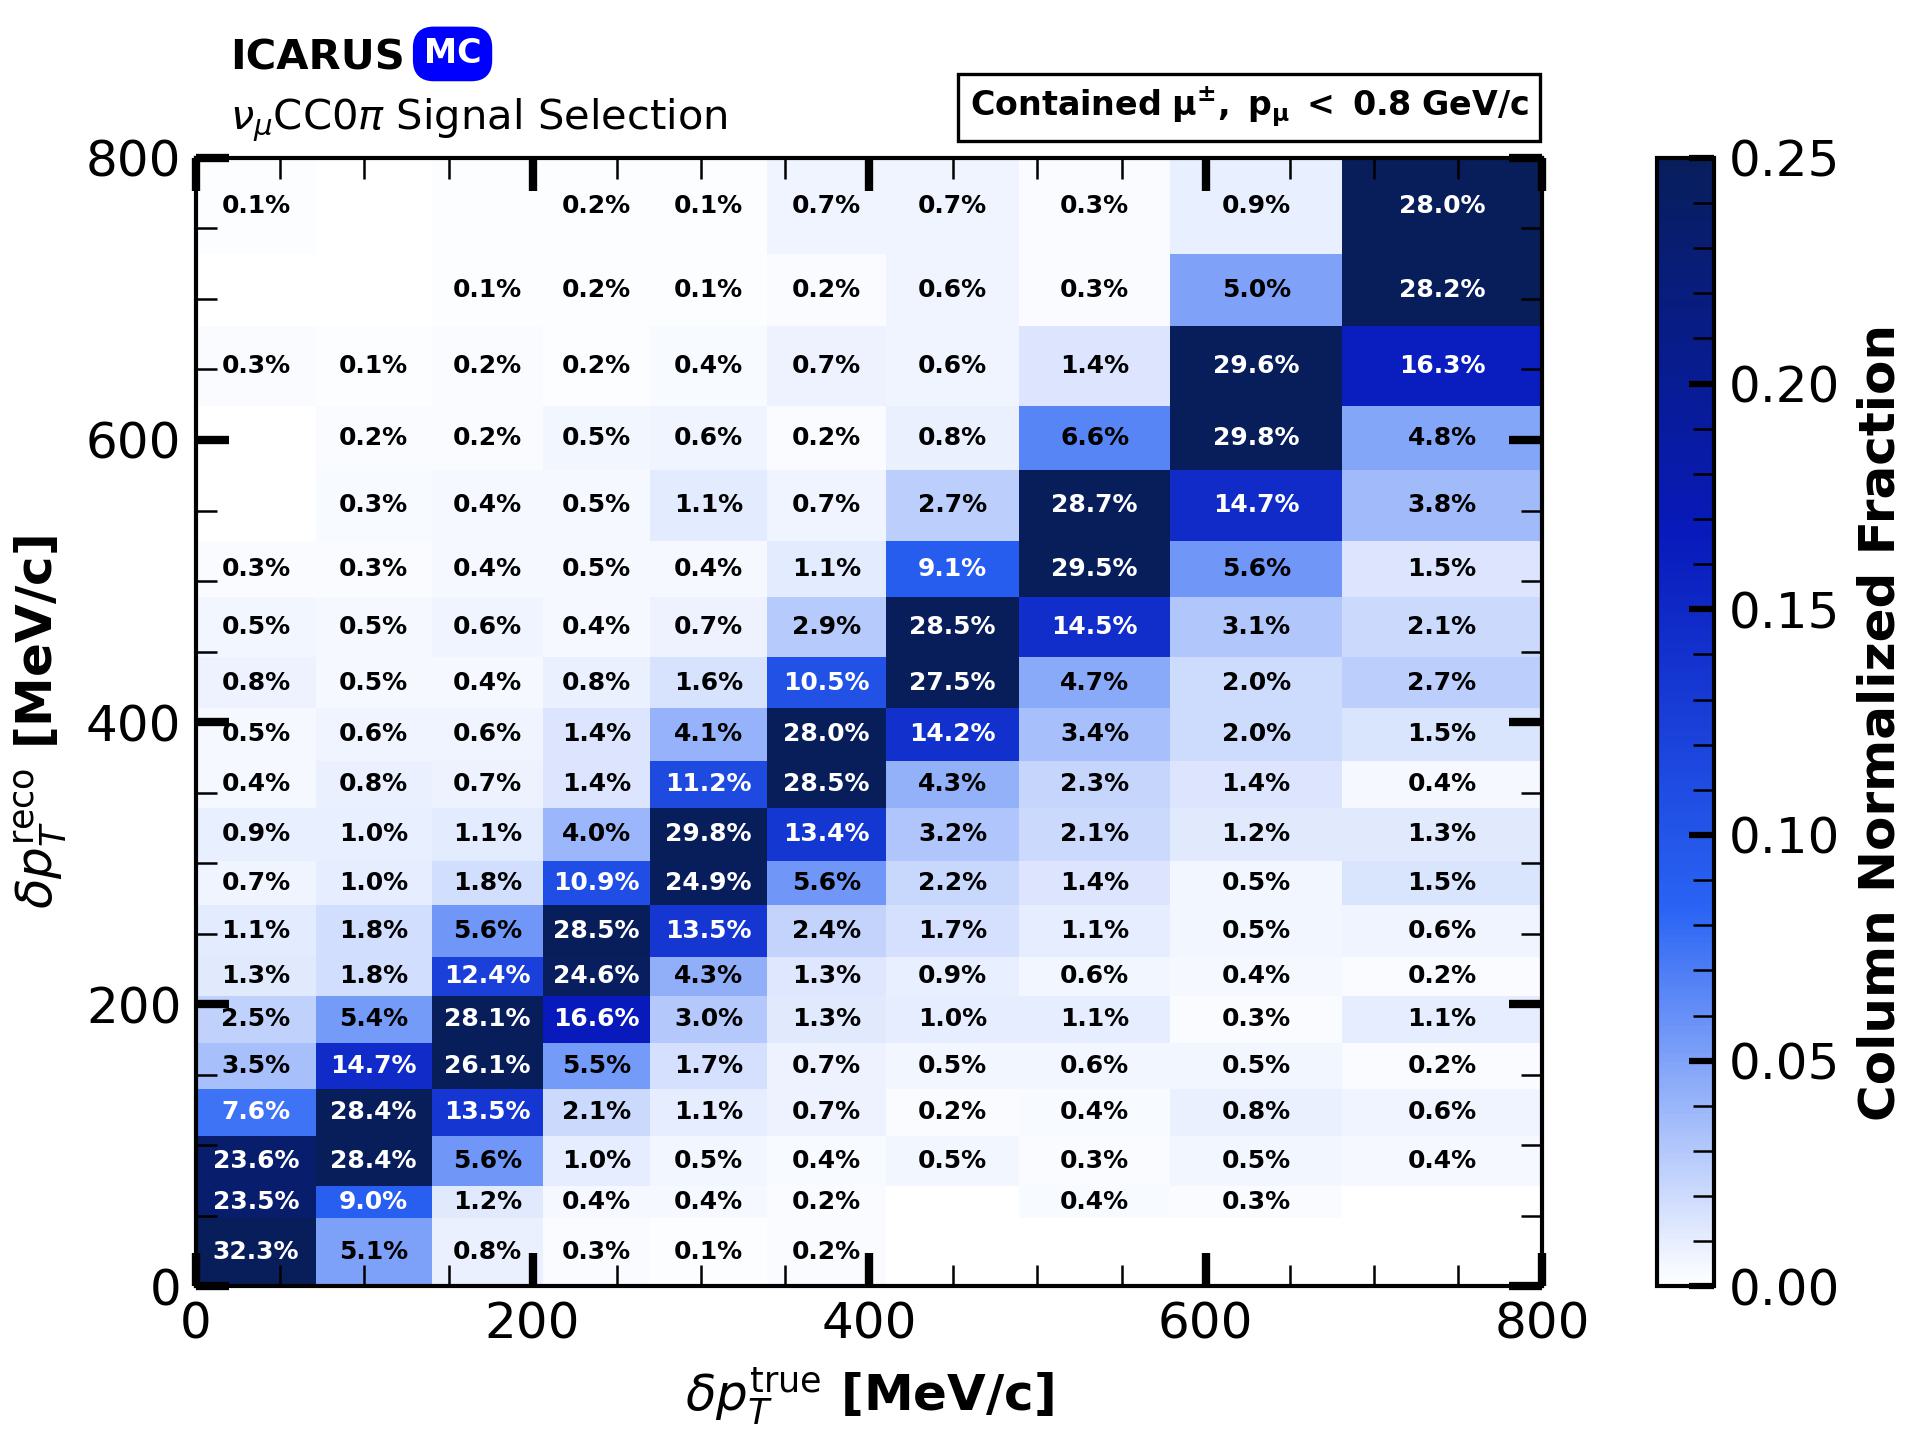 ICARUS MC
νμCC0π Signal Selection
Contained μ±, pμ < 0.8 GeV/c
800 0.1% 0.2% 0.1% 0.7% 0.7% 0.3% 0.9% 28.0% 0.25
0.1% 0.2% 0.1% 0.2% 0.6% 0.3% 5.0% 28.2%
0.3% 0.1% 0.2% 0.2% 0.4% 0.7% 0.6% 1.4% 29.6% 16.3% 0.20
600 0.2% 0.2% 0.5% 0.6% 0.2% 0.8% 6.6% 29.8% 4.8%
0.3% 0.4% 0.5% 1.1% 0.7% 2.7% 28.7% 14.7% 3.8%
0.3% 0.3% 0.4% 0.5% 0.4% 1.1% 9.1% 29.5% 5.6% 1.5%
0.5% 0.5% 0.6% 0.4% 0.7% 2.9% 28.5% 14.5% 3.1% 2.1% 0.15
0.8% 0.5% 0.4% 0.8% 1.6% 10.5% 27.5% 4.7% 2.0% 2.7%
400 0.5% 0.6% 0.6% 1.4% 4.1% 28.0% 14.2% 3.4% 2.0% 1.5%
0.4% 0.8% 0.7% 1.4% 11.2% 28.5% 4.3% 2.3% 1.4% 0.4%
0.9% 1.0% 1.1% 4.0% 29.8% 13.4% 3.2% 2.1% 1.2% 1.3% 0.10
0.7% 1.0% 1.8% 10.9% 24.9% 5.6% 2.2% 1.4% 0.5% 1.5%
1.1% 1.8% 5.6% 28.5% 13.5% 2.4% 1.7% 1.1% 0.5% 0.6%
1.3% 1.8% 12.4% 24.6% 4.3% 1.3% 0.9% 0.6% 0.4% 0.2%
200 2.5% 5.4% 28.1% 16.6% 3.0% 1.3% 1.0% 1.1% 0.3% 1.1%
3.5% 14.7% 26.1% 5.5% 1.7% 0.7% 0.5% 0.6% 0.5% 0.2% 0.05
7.6% 28.4% 13.5% 2.1% 1.1% 0.7% 0.2% 0.4% 0.8% 0.6%
23.6% 28.4% 5.6% 1.0% 0.5% 0.4% 0.5% 0.3% 0.5% 0.4%
23.5% 9.0% 1.2% 0.4% 0.4% 0.2% 0.4% 0.3%
32.3% 5.1% 0.8% 0.3% 0.1% 0.2%
0 0.00
0 200 400 600 800
δp_T^true [MeV/c]
δp_T^reco [MeV/c]
Column Normalized Fraction